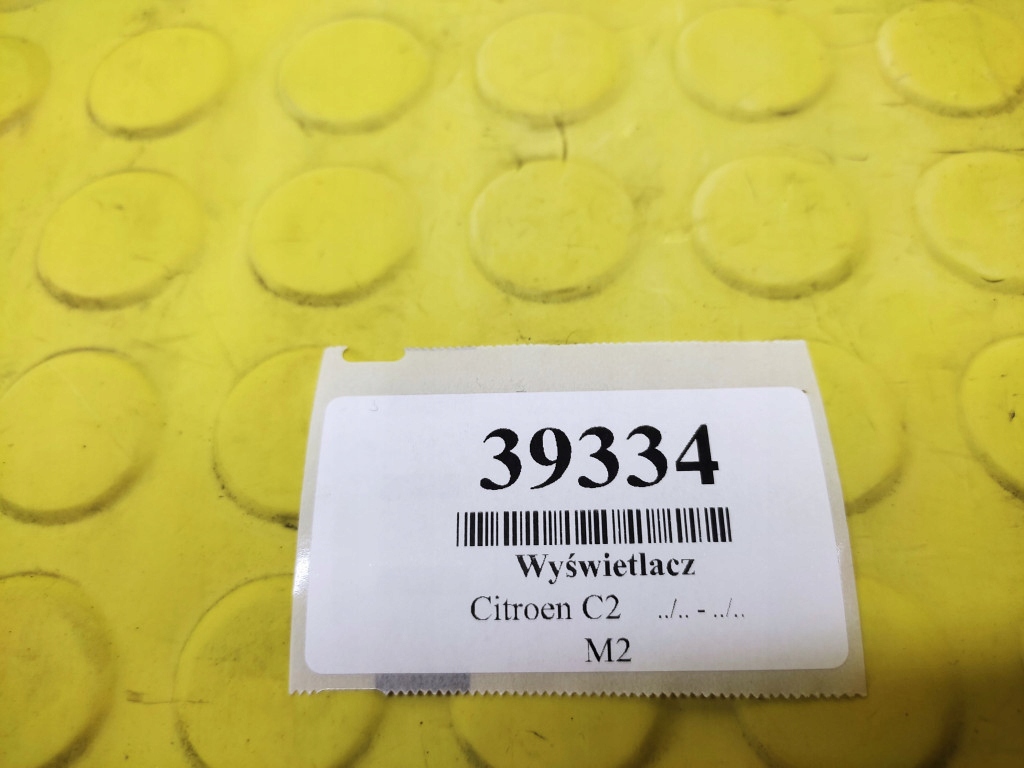 39334
Wyświetlacz
Citroen C2 ../.. - ../..
M2